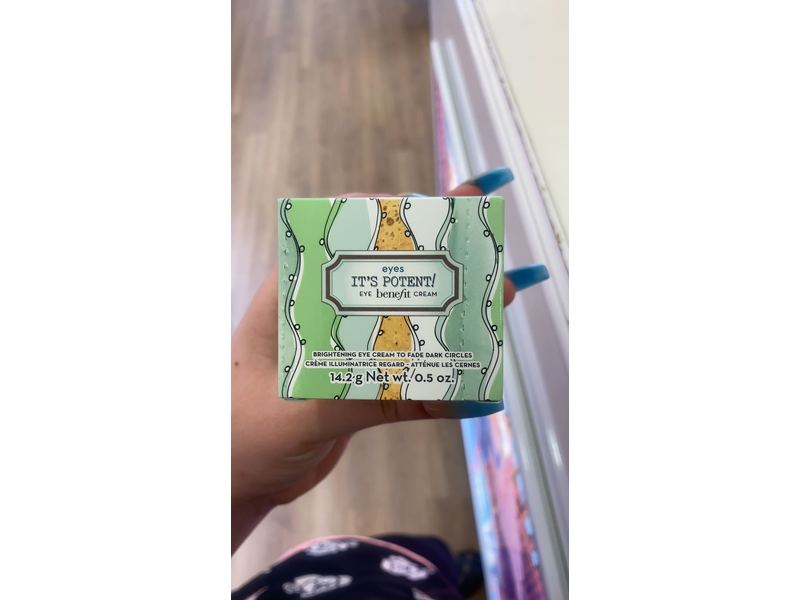 eyes
IT'S POTENT!
EYE benefit CREAM
BRIGHTENING EYE CREAM TO FADE DARK CIRCLES
CRÈME ILLUMINATRICE REGARD - ATTÉNUE LES CERNES
14.2 g Net wt. 0.5 oz.